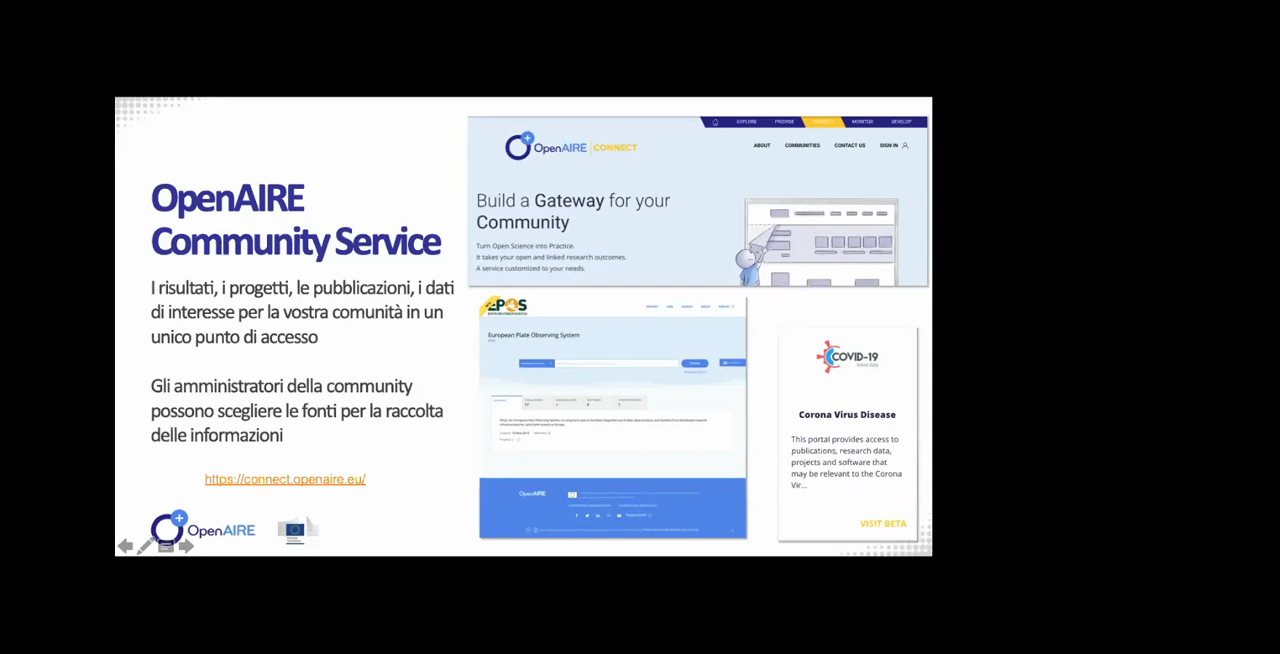 OpenAIRE
Community Service
I risultati, i progetti, le pubblicazioni, i dati
di interesse per la vostra comunità in un
unico punto di accesso
Gli amministratori della community
possono scegliere le fonti per la raccolta
delle informazioni
https://connect.openaire.eu/
OpenAIRE
EXPLORE PROVIDE CONNECT MONITOR DEVELOP
OpenAIRE CONNECT
ABOUT COMMUNITIES CONTACT US SIGN IN
Build a Gateway for your
Community
Turn Open Science into Practice.
It takes your open and linked research outcomes.
A service customized to your needs.
EPOS
European Plate Observing System
OpenAIRE
COVID-19
Corona Virus Disease
This portal provides access to
publications, research data,
projects and software that
may be relevant to the Corona
Vir...
VISIT BETA